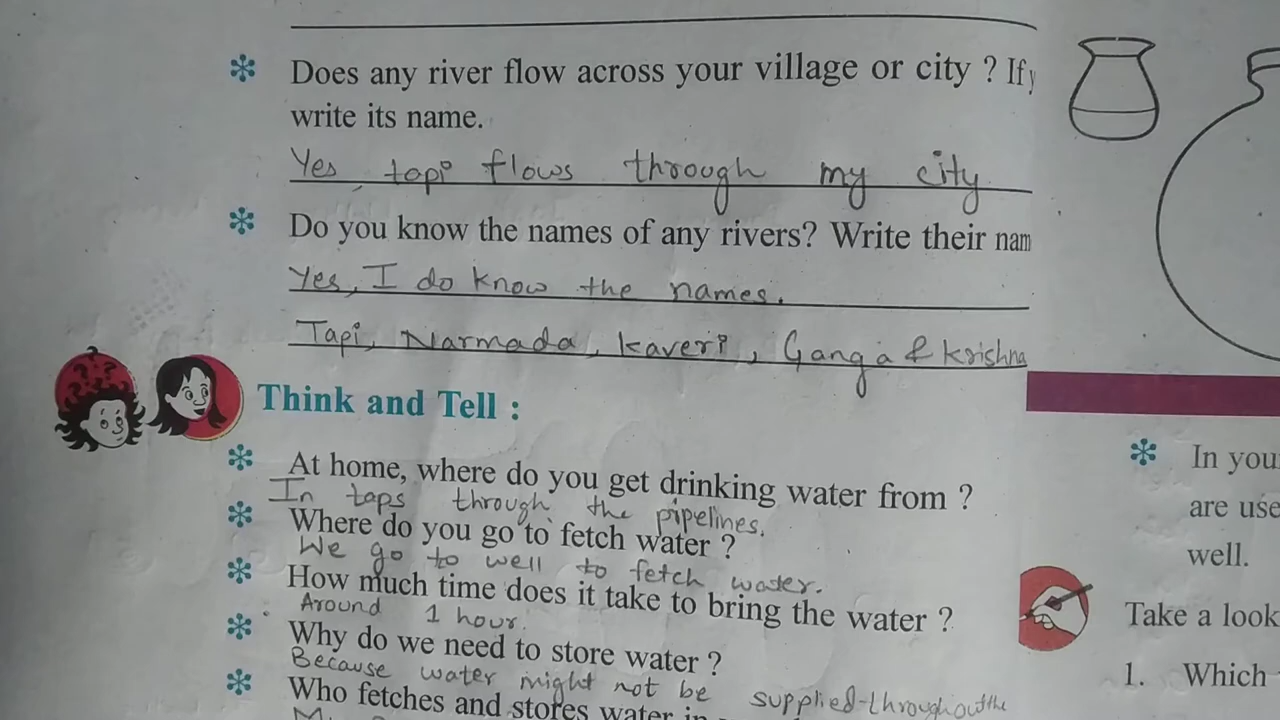 Does any river flow across your village or city ? If
write its name.
Yes, tapi flows through my city
Do you know the names of any rivers? Write their nam
Yes, I do know the names.
Tapi, Narmada, Kaveri, Ganga & Krishna
Think and Tell :
At home, where do you get drinking water from ?
In taps through the pipelines.
Where do you go to fetch water ?
We go to well to fetch water.
How much time does it take to bring the water ?
Around 1 hour.
Why do we need to store water ?
Because water might not be supplied throughout the
Who fetches and stores water in
In you
are use
well.
Take a look
1. Which